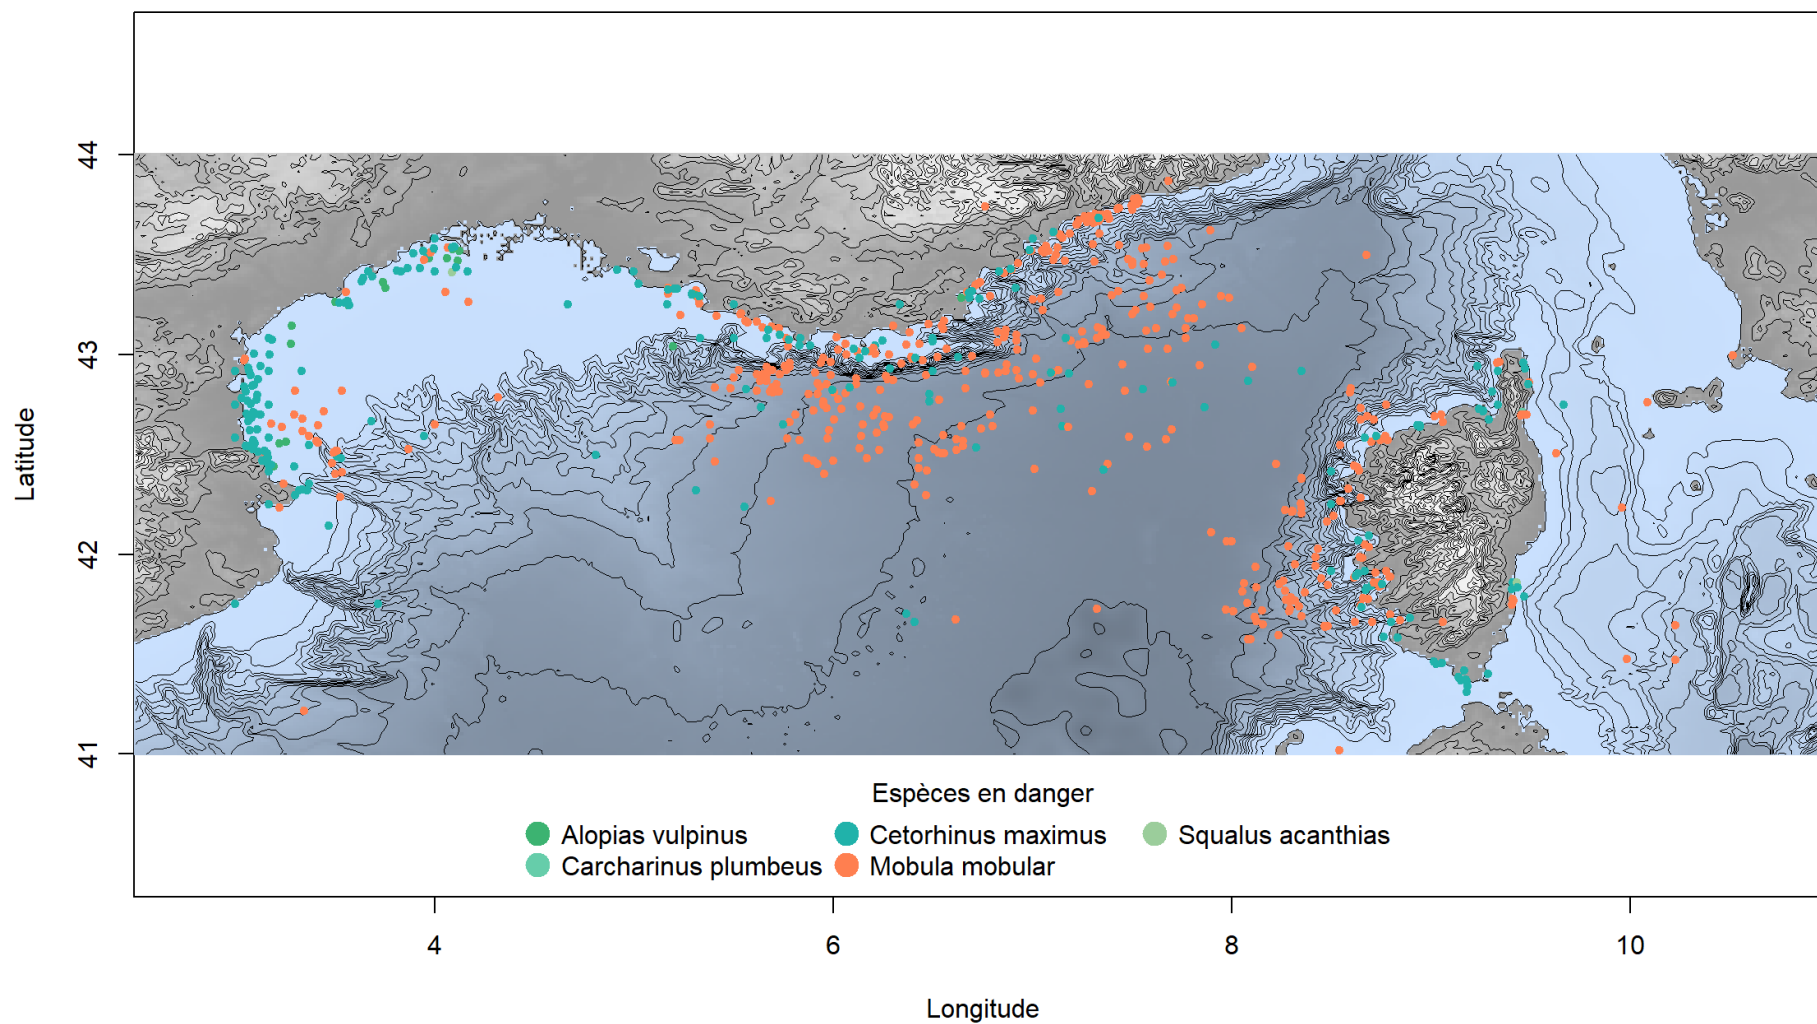 Latitude
44
43
42
41
Espèces en danger
Alopias vulpinus
Cetorhinus maximus
Squalus acanthias
Carcharinus plumbeus
Mobula mobular
4 6 8 10
Longitude